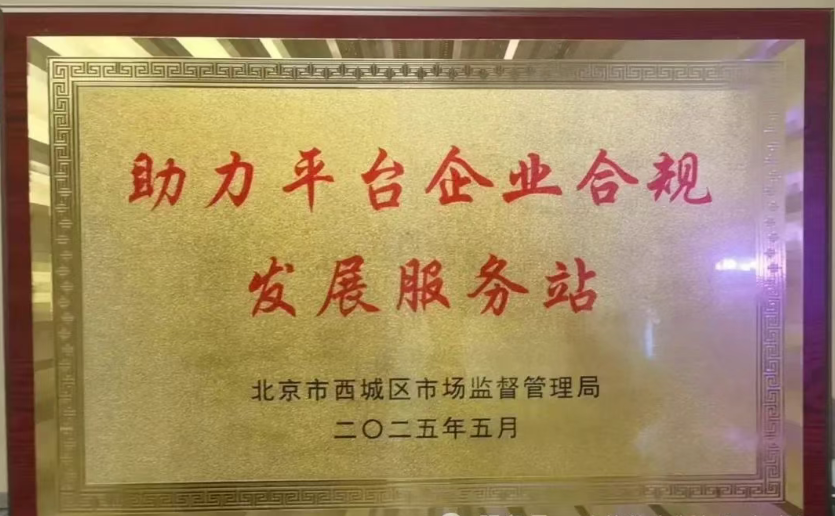 助力平台企业合规
发展服务站
北京市西城区市场监督管理局
二〇二五年五月